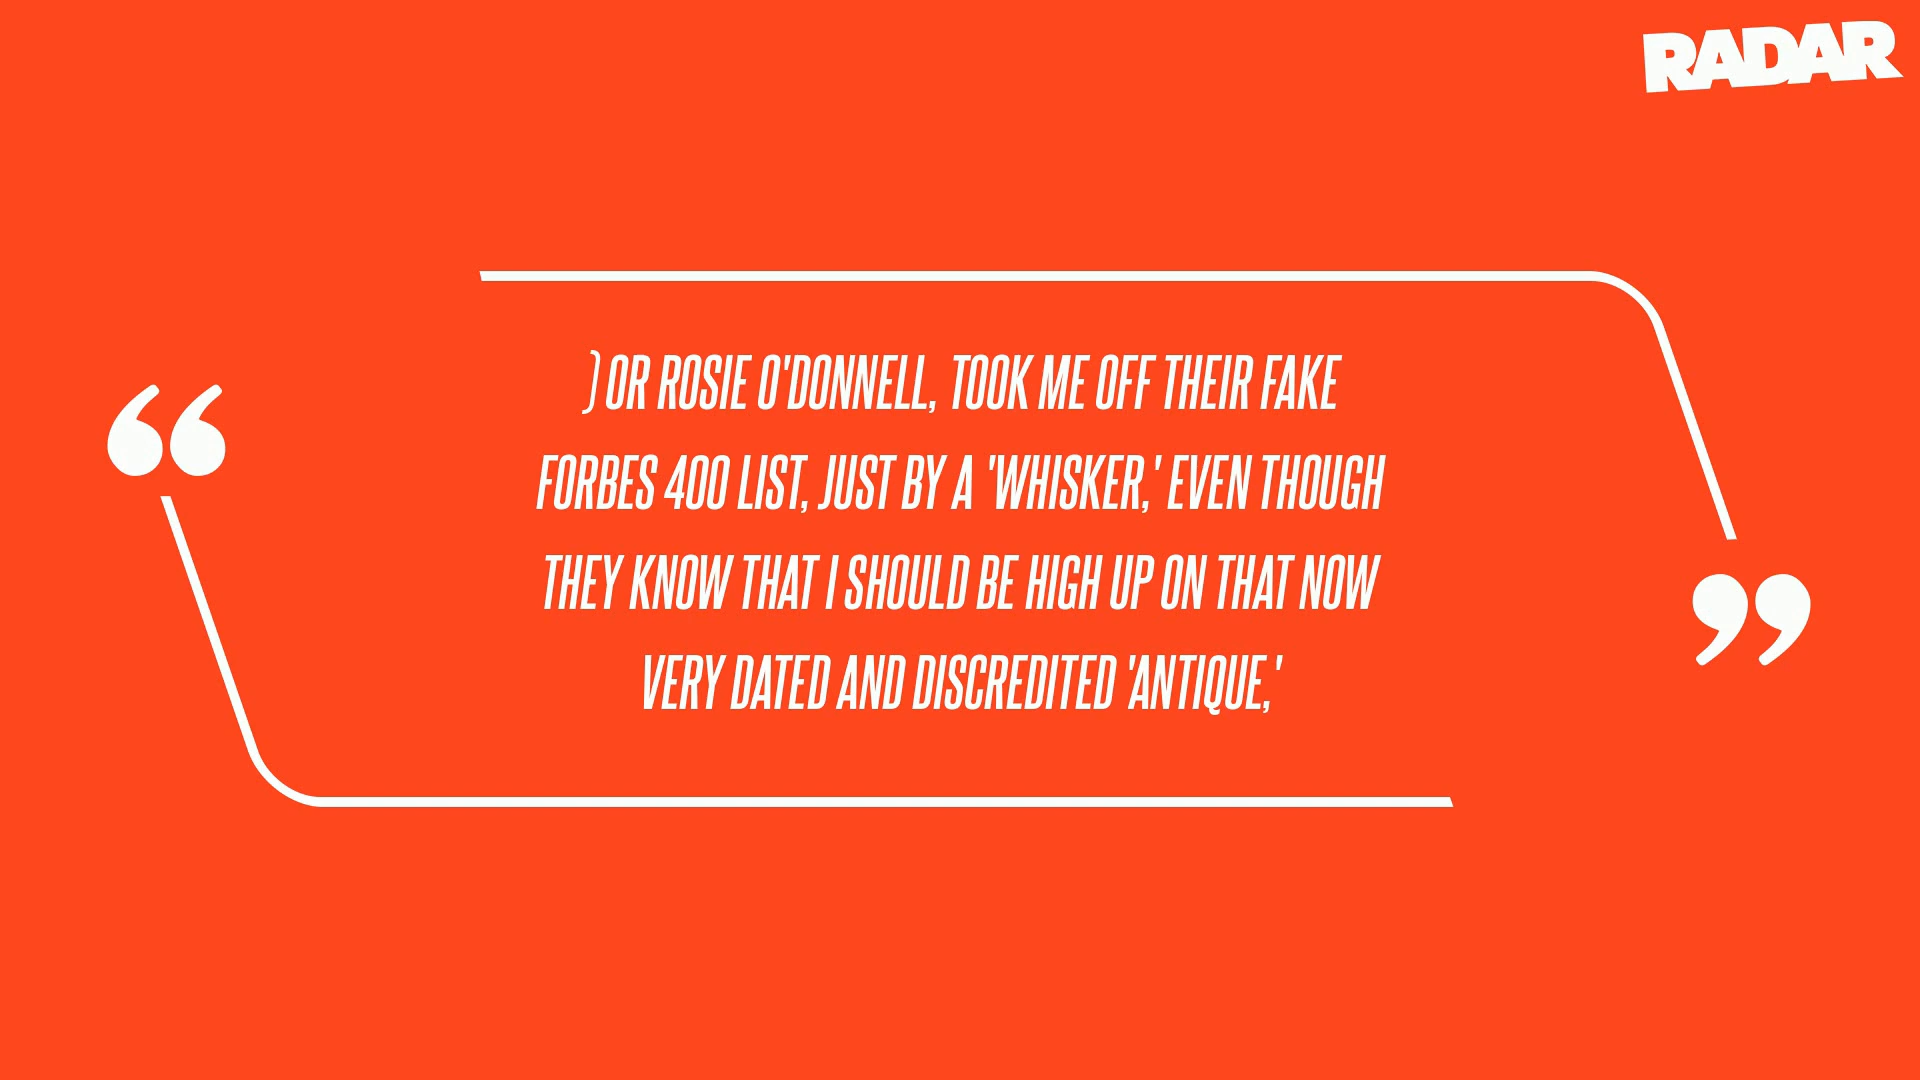 RADAR
“
) OR ROSIE O'DONNELL, TOOK ME OFF THEIR FAKE
FORBES 400 LIST, JUST BY A 'WHISKER,' EVEN THOUGH
THEY KNOW THAT I SHOULD BE HIGH UP ON THAT NOW
VERY DATED AND DISCREDITED 'ANTIQUE,'
”